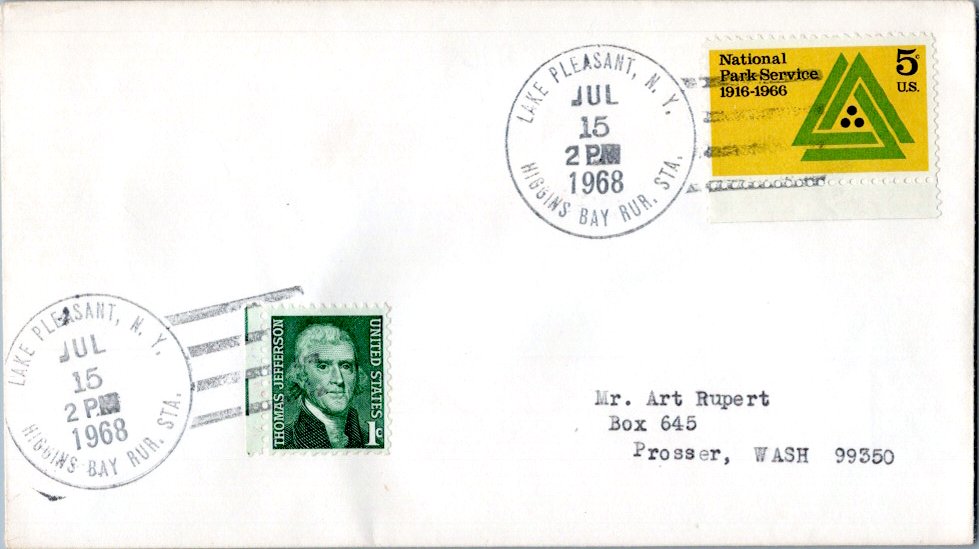 LAKE PLEASANT, N. Y.
JUL
15
2 PM
1968
HIGGINS BAY RUR. STA.
National
Park Service
1916-1966
5c
U.S.
LAKE PLEASANT, N. Y.
JUL
15
2 PM
1968
HIGGINS BAY RUR. STA.
THOMAS JEFFERSON
UNITED STATES
1c
Mr. Art Rupert
Box 645
Prosser, WASH 99350